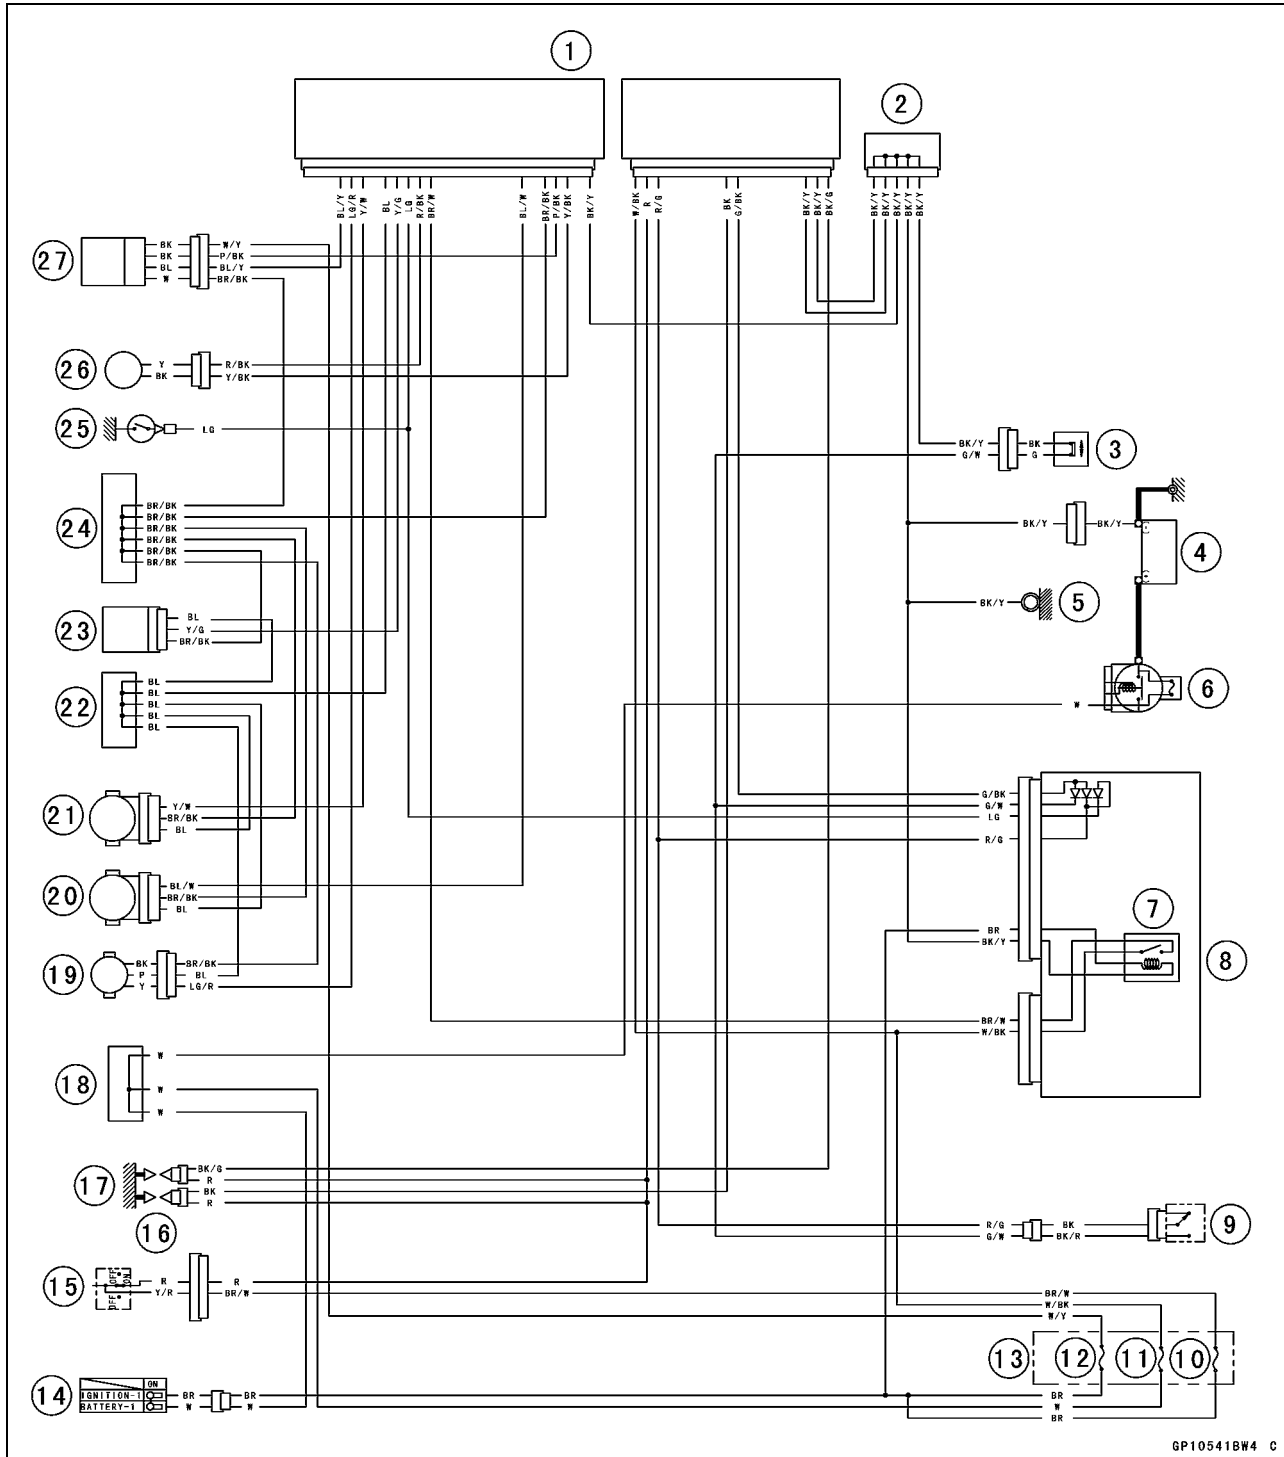 1
2
BL/Y
LG/R
Y/W
BL
Y/G
LG
R/BK
BR/W
BL/W
BR/BK
P/BK
Y/BK
BK/Y
W/BK
R
R/G
BK
G/BK
BK/Y
BK/Y
BK/G
BK/Y
BK/Y
BK/Y
BK/Y
BK/Y
27
BK W/Y
BK P/BK
BL BL/Y
W BR/BK
26
Y R/BK
BK Y/BK
25
LG
BK/Y BK
G/W G
3
24
BR/BK
BR/BK
BR/BK
BR/BK
BR/BK
BR/BK
BK/Y BK/Y
(-)
(+)
4
BK/Y
5
23
BL
Y/G
BR/BK
22
BL
BL
BL
BL
BL
W
6
21
Y/W
BR/BK
BL
G/BK
G/W
LG
R/G
20
BL/W
BR/BK
BL
7
BR
BK/Y
8
19
BK BR/BK
P BL
Y LG/R
BR/W
W/BK
18
W
W
W
17
BK/G
R
BK
R
16
R/G BK
G/W BK/R
9
15
OFF
ON
OFF
R R
Y/R BR/W
BR/W
W/BK
W/Y
13
12
11
10
14
ON
IGNITION-1
BATTERY-1
BR BR
W W
BR
W
BR
GP10541BW4 C